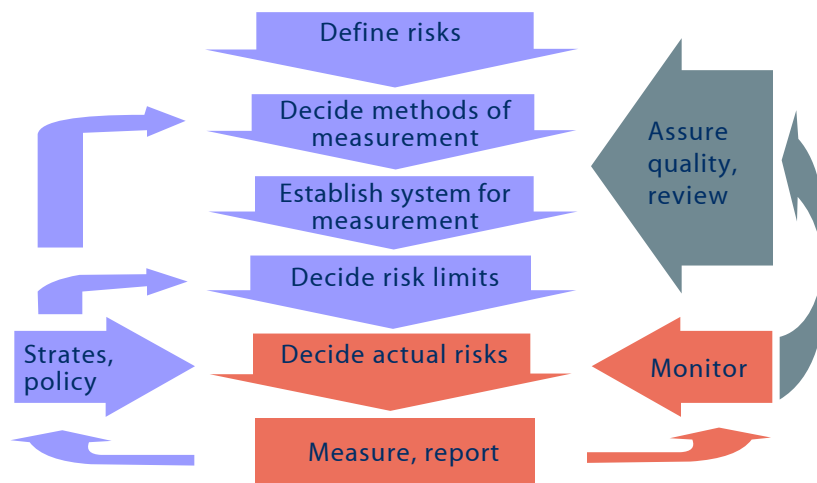 Define risks
Decide methods of
measurement
Assure
quality,
review
Establish system for
measurement
Decide risk limits
Strates,
policy
Decide actual risks
Monitor
Measure, report